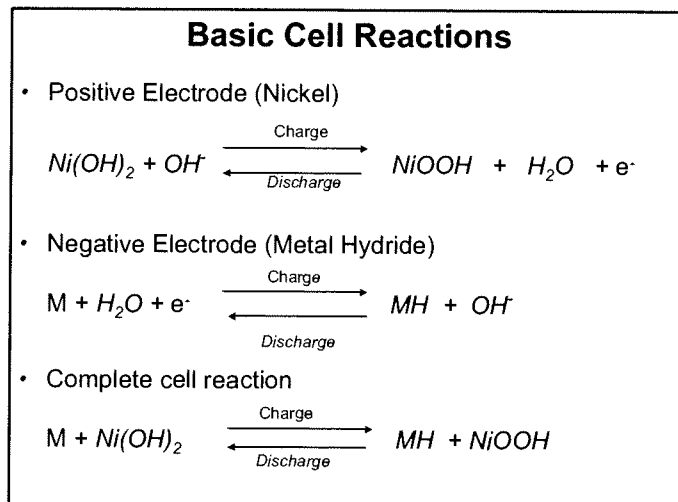 Basic Cell Reactions
• Positive Electrode (Nickel)
Charge
Ni(OH)₂ + OH⁻ NiOOH + H₂O + e⁻
Discharge
• Negative Electrode (Metal Hydride)
Charge
M + H₂O + e⁻ MH + OH⁻
Discharge
• Complete cell reaction
Charge
M + Ni(OH)₂ MH + NiOOH
Discharge